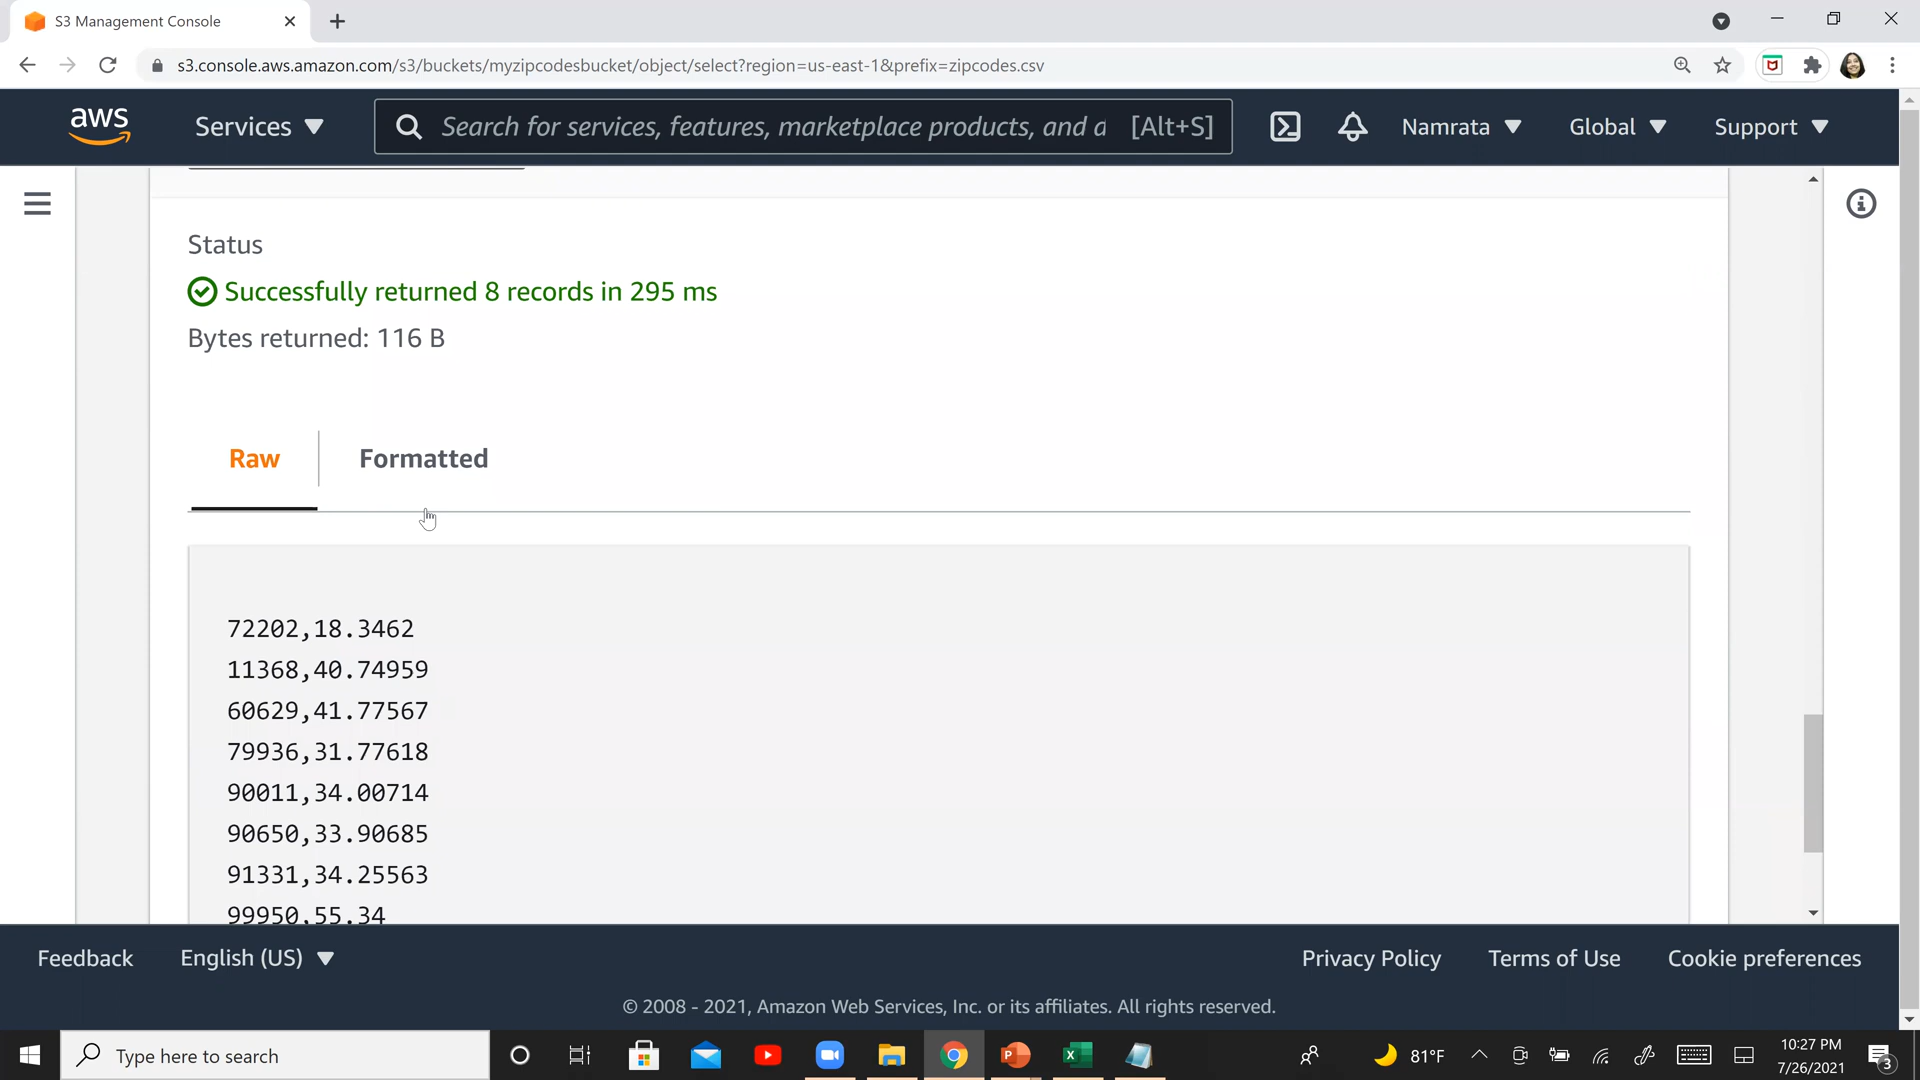 S3 Management Console
s3.console.aws.amazon.com/s3/buckets/myzipcodesbucket/object/select?region=us-east-1&prefix=zipcodes.csv
aws
Services
Search for services, features, marketplace products, and d
[Alt+S]
Namrata
Global
Support
Status
Successfully returned 8 records in 295 ms
Bytes returned: 116 B
Raw
Formatted
72202,18.3462
11368,40.74959
60629,41.77567
79936,31.77618
90011,34.00714
90650,33.90685
91331,34.25563
99950,55.34
Feedback
English (US)
Privacy Policy
Terms of Use
Cookie preferences
© 2008 - 2021, Amazon Web Services, Inc. or its affiliates. All rights reserved.
Type here to search
81°F
10:27 PM
7/26/2021
3